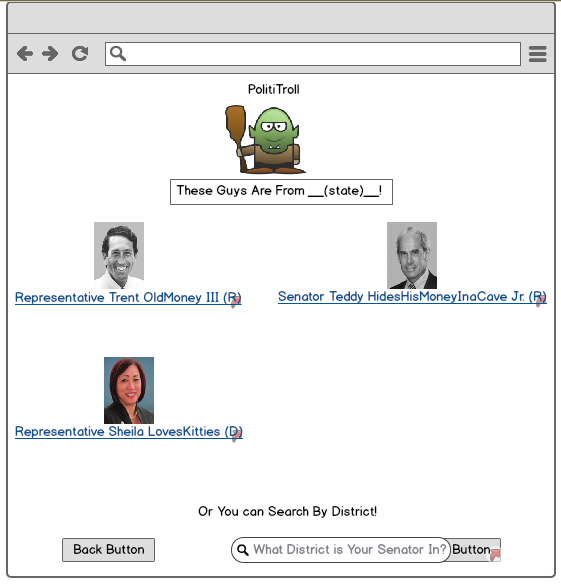 PolitiTroll
These Guys Are From __(state)__!
Representative Trent OldMoney III (R)
Senator Teddy HidesHisMoneyInaCave Jr. (R)
Representative Sheila LovesKitties (D)
Or You can Search By District!
Back Button
What District is Your Senator In? Button